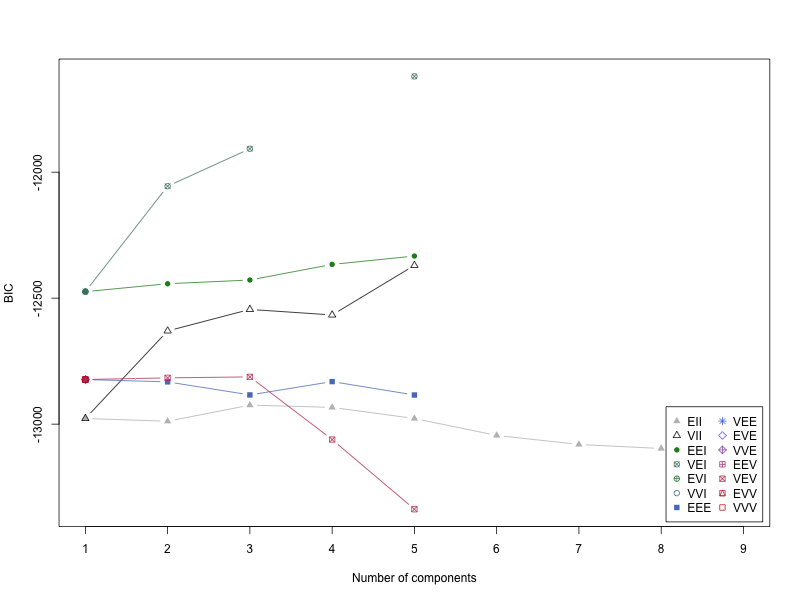 BIC
-12000
-12500
-13000
EII VEE
VII EVE
EEI VVE
VEI EEV
EVI VEV
VVI EVV
EEE VVV
1 2 3 4 5 6 7 8 9
Number of components